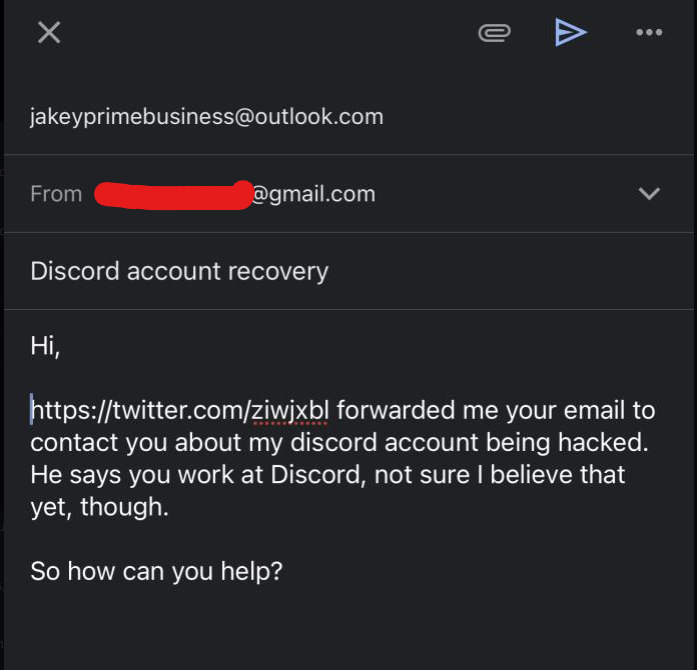 jakeyprimebusiness@outlook.com
From @gmail.com
Discord account recovery
Hi,
https://twitter.com/ziwjxbl forwarded me your email to
contact you about my discord account being hacked.
He says you work at Discord, not sure I believe that
yet, though.
So how can you help?